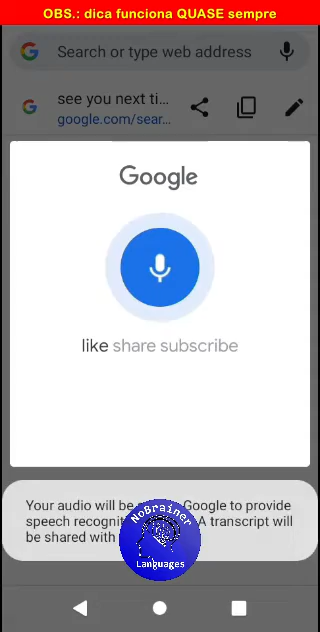 OBS.: dica funciona QUASE sempre
Search or type web address
see you next ti...
google.com/sear...
Google
like share subscribe
Your audio will be Google to provide
speech recognit A transcript will
be shared with
NoBrainer
Languages